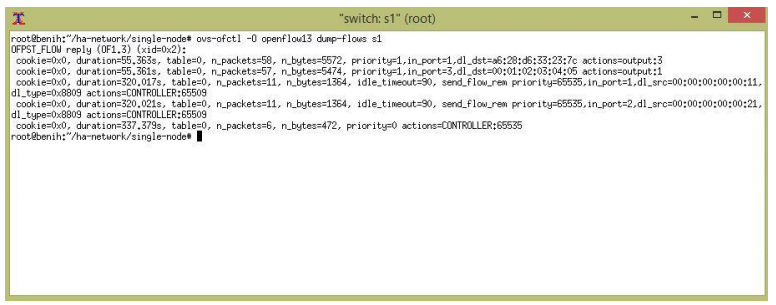 "switch: s1" (root)
root@benih:~/ha-network/single-node# ovs-ofctl -O openflow13 dump-flows s1
OFPST_FLOW reply (OF1.3) (xid=0x2):
 cookie=0x0, duration=55.363s, table=0, n_packets=58, n_bytes=5572, priority=1,in_port=1,dl_dst=a6:28:d6:33:23:7c actions=output:3
 cookie=0x0, duration=55.361s, table=0, n_packets=57, n_bytes=5474, priority=1,in_port=3,dl_dst=00:01:02:03:04:05 actions=output:1
 cookie=0x0, duration=320.017s, table=0, n_packets=11, n_bytes=1364, idle_timeout=90, send_flow_rem priority=65535,in_port=1,dl_src=00:00:00:00:00:11,
dl_type=0x8809 actions=CONTROLLER:65509
 cookie=0x0, duration=320.021s, table=0, n_packets=11, n_bytes=1364, idle_timeout=90, send_flow_rem priority=65535,in_port=2,dl_src=00:00:00:00:00:21,
dl_type=0x8809 actions=CONTROLLER:65509
 cookie=0x0, duration=337.379s, table=0, n_packets=6, n_bytes=472, priority=0 actions=CONTROLLER:65535
root@benih:~/ha-network/single-node#